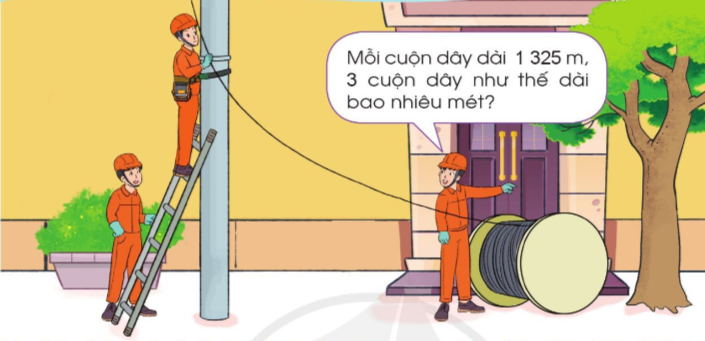 Mỗi cuộn dây dài 1 325 m,
3 cuộn dây như thế dài
bao nhiêu mét?